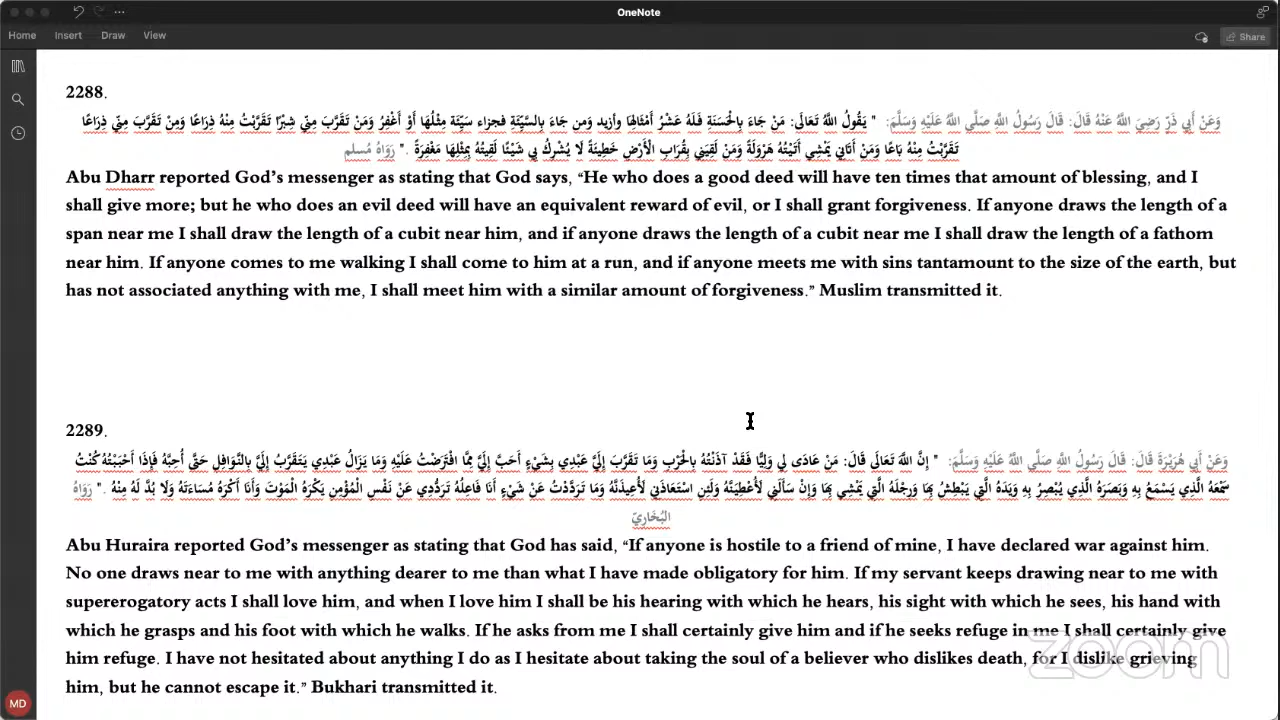 OneNote
Home Insert Draw View
Share
2288.
وَعَنْ أَبِي ذَرٍّ رَضِيَ اللَّهُ عَنْهُ قَالَ: قَالَ رَسُولُ اللَّهِ صَلَّى اللَّهُ عَلَيْهِ وَسَلَّمَ: " يَقُولُ اللَّهُ تَعَالَى: مَنْ جَاءَ بِالْحَسَنَةِ فَلَهُ عَشْرُ أَمْثَالِهَا وأزيد وَمن جَاءَ بِالسَّيِّئَةِ فجزاء سَيِّئَة مِثْلُهَا أَوْ أَغْفِرُ وَمَنْ تَقَرَّبَ مِنِّي شِبْرًا تَقَرَّبْتُ مِنْهُ ذِرَاعًا وَمِنْ تَقَرَّبَ مِنِّي ذِرَاعًا
تَقَرَّبْتُ مِنْهُ بَاعًا وَمَنْ أَتَانِي يَمْشِي أَتَيْتُهُ هَرْوَلَةً وَمَنْ لَقِيَنِي بِقُرَابِ الْأَرْضِ خَطِيئَةً لَا يُشْرِكُ بِي شَيْئًا لَقِيتُهُ بِمِثْلِهَا مَغْفِرَةً ". رَوَاهُ مُسلم
Abu Dharr reported God's messenger as stating that God says, “He who does a good deed will have ten times that amount of blessing, and I
shall give more; but he who does an evil deed will have an equivalent reward of evil, or I shall grant forgiveness. If anyone draws the length of a
span near me I shall draw the length of a cubit near him, and if anyone draws the length of a cubit near me I shall draw the length of a fathom
near him. If anyone comes to me walking I shall come to him at a run, and if anyone meets me with sins tantamount to the size of the earth, but
has not associated anything with me, I shall meet him with a similar amount of forgiveness.” Muslim transmitted it.
2289.
وَعَنْ أَبِي هُرَيْرَةَ قَالَ: قَالَ رَسُولُ اللَّهِ صَلَّى اللَّهُ عَلَيْهِ وَسَلَّمَ: " إِنَّ اللَّهَ تَعَالَى قَالَ: مَنْ عَادَى لِي وَلِيًّا فَقَدْ آذَنْتُهُ بِالْحَرْبِ وَمَا تَقَرَّبَ إِلَيَّ عَبْدِي بِشَيْءٍ أَحَبَّ إِلَيَّ مِمَّا افْتَرَضْتُ عَلَيْهِ وَمَا يَزَالُ عَبْدِي يَتَقَرَّبُ إِلَيَّ بِالنَّوَافِلِ حَتَّى أُحِبَّهُ فَإِذَا أَحْبَبْتُهُ كُنْتُ
سَمْعَهُ الَّذِي يَسْمَعُ بِهِ وَبَصَرَهُ الَّذِي يُبْصِرُ بِهِ وَيَدَهُ الَّتِي يَبْطِشُ بِهَا وَرِجْلَهُ الَّتِي يَمْشِي بِهَا وَإِنْ سَأَلَنِي لَأُعْطِيَنَّهُ وَلَئِنِ اسْتَعَاذَنِي لَأُعِيذَنَّهُ وَمَا تَرَدَّدْتُ عَنْ شَيْءٍ أَنَا فَاعِلُهُ تَرَدُّدِي عَنْ نَفْسِ الْمُؤْمِنِ يَكْرَهُ الْمَوْتَ وَأَنَا أَكْرَهُ مُسَاءَتَهُ وَلَا بُدَّ لَهُ مِنْهُ ". رَوَاهُ
الْبُخَارِيّ
Abu Huraira reported God's messenger as stating that God has said, “If anyone is hostile to a friend of mine, I have declared war against him.
No one draws near to me with anything dearer to me than what I have made obligatory for him. If my servant keeps drawing near to me with
supererogatory acts I shall love him, and when I love him I shall be his hearing with which he hears, his sight with which he sees, his hand with
which he grasps and his foot with which he walks. If he asks from me I shall certainly give him and if he seeks refuge in me I shall certainly give
him refuge. I have not hesitated about anything I do as I hesitate about taking the soul of a believer who dislikes death, for I dislike grieving
him, but he cannot escape it.” Bukhari transmitted it.
zoom
MD